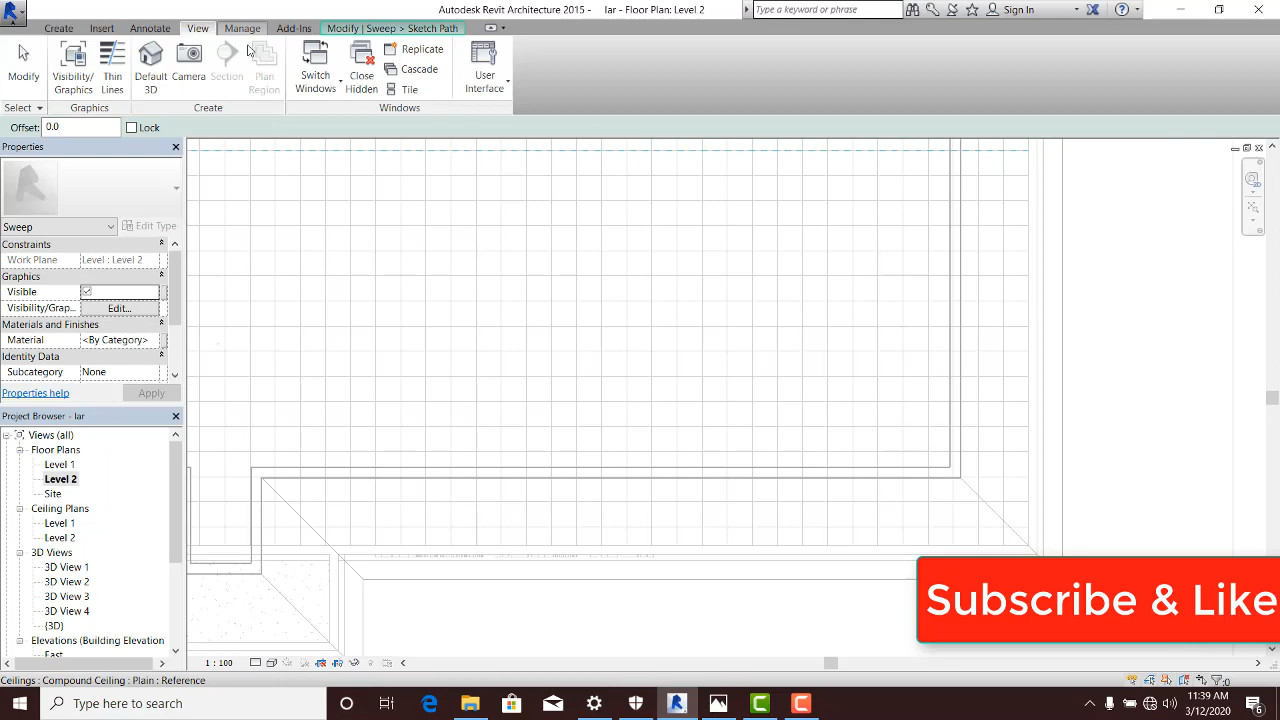 Autodesk Revit Architecture 2015 -    lar - Floor Plan: Level 2
Type a keyword or phrase
Sign In
Create Insert Annotate View Manage Add-Ins Modify | Sweep > Sketch Path
Modify
Visibility/ Graphics
Thin Lines
Default 3D
Camera
Section
Plan Region
Switch Windows
Close Hidden
Replicate
Cascade
Tile
User Interface
Select Graphics Create Windows
Offset: 0.0 Lock
Properties
Sweep Edit Type
Constraints
Work Plane Level : Level 2
Graphics
Visible
Visibility/Grap... Edit...
Materials and Finishes
Material <By Category>
Identity Data
Subcategory None
Properties help Apply
Project Browser - lar
Views (all)
Floor Plans
Level 1
Level 2
Site
Ceiling Plans
Level 1
Level 2
3D Views
3D View 1
3D View 2
3D View 3
3D View 4
{3D}
Elevations (Building Elevation
East
2D
Subscribe & Like
1 : 100
Ceilings : Compound Ceiling : Plain : Reference
:0
Type here to search
11:39 AM
3/12/2020
6